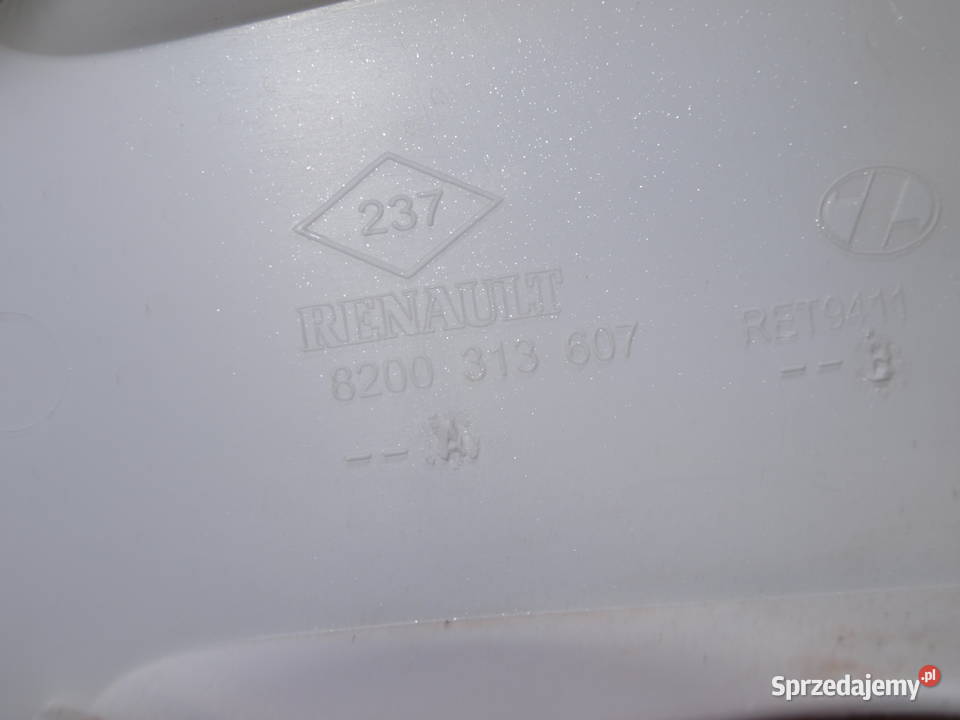 237
RENAULT
8200 313 607
-- A
RET9411
-- B
Sprzedajemy.pl